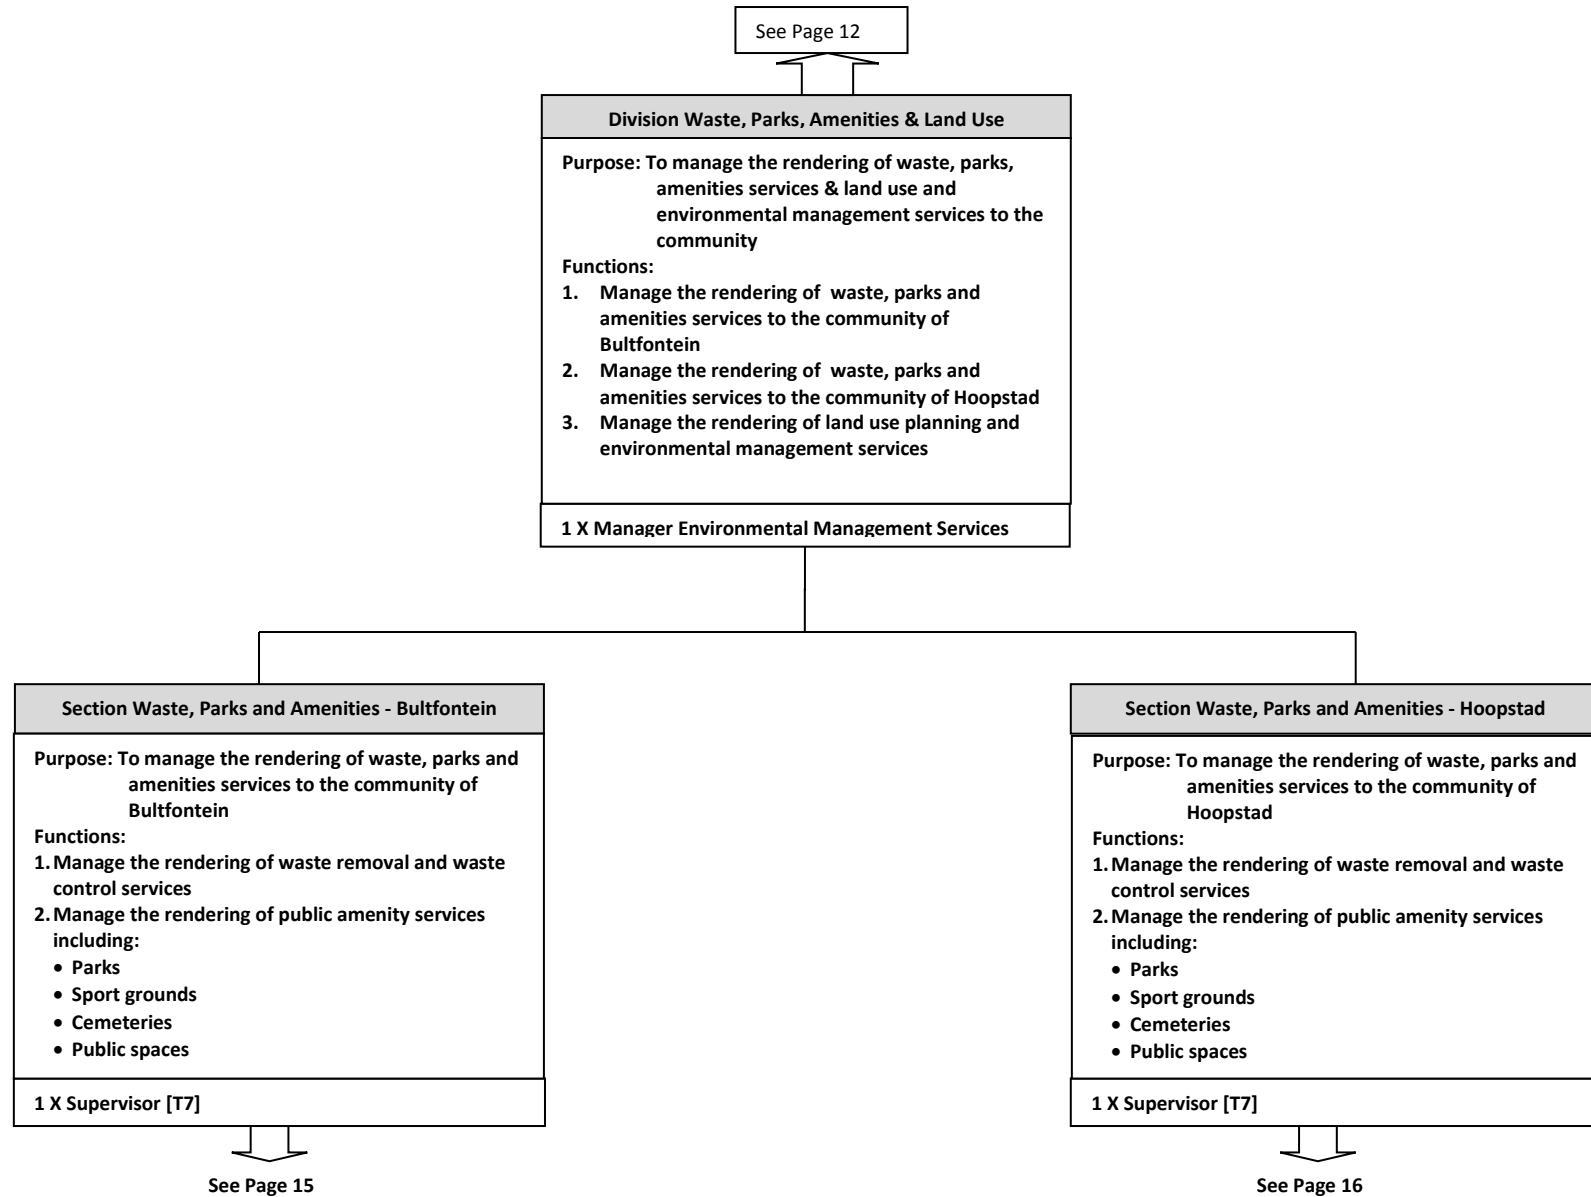 See Page 12
Division Waste, Parks, Amenities & Land Use
Purpose: To manage the rendering of waste, parks,
amenities services & land use and
environmental management services to the
community
Functions:
1. Manage the rendering of waste, parks and
amenities services to the community of
Bultfontein
2. Manage the rendering of waste, parks and
amenities services to the community of Hoopstad
3. Manage the rendering of land use planning and
environmental management services
1 X Manager Environmental Management Services
Section Waste, Parks and Amenities - Bultfontein
Purpose: To manage the rendering of waste, parks and
amenities services to the community of
Bultfontein
Functions:
1. Manage the rendering of waste removal and waste
control services
2. Manage the rendering of public amenity services
including:
• Parks
• Sport grounds
• Cemeteries
• Public spaces
1 X Supervisor [T7]
See Page 15
Section Waste, Parks and Amenities - Hoopstad
Purpose: To manage the rendering of waste, parks and
amenities services to the community of
Hoopstad
Functions:
1. Manage the rendering of waste removal and waste
control services
2. Manage the rendering of public amenity services
including:
• Parks
• Sport grounds
• Cemeteries
• Public spaces
1 X Supervisor [T7]
See Page 16